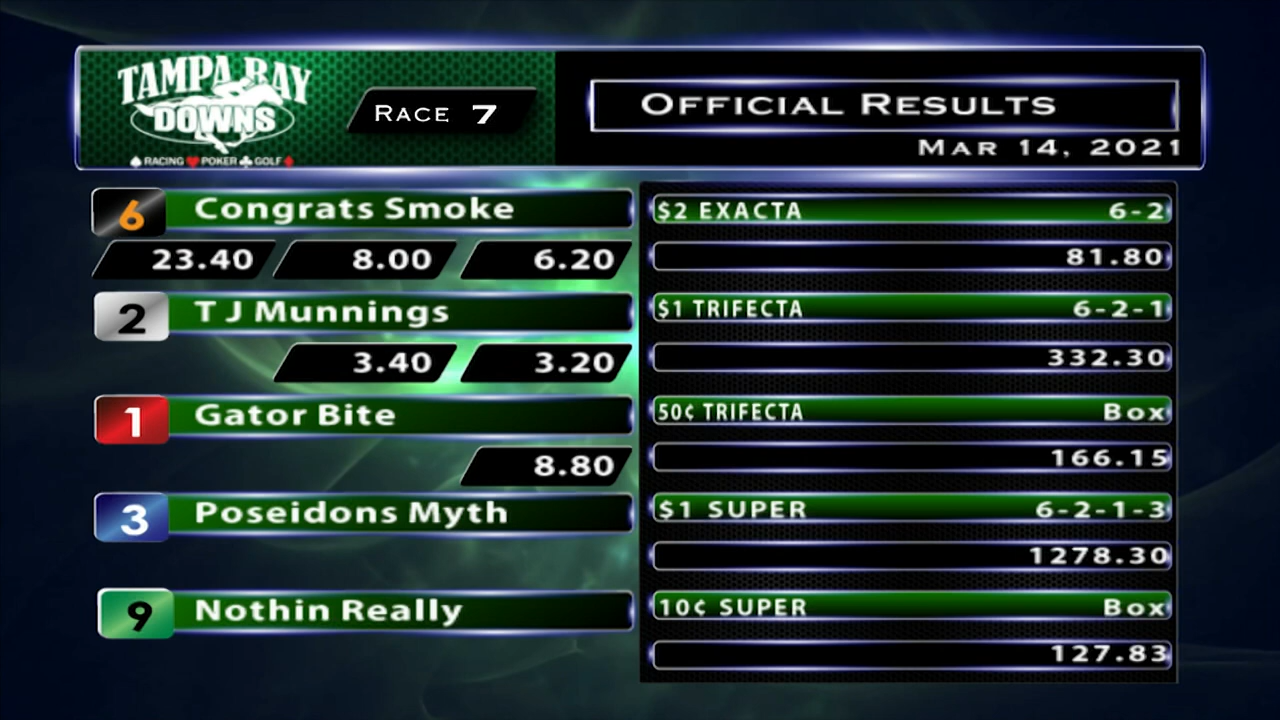 TAMPA BAY
DOWNS
RACING POKER GOLF
RACE 7
OFFICIAL RESULTS
MAR 14, 2021
6 Congrats Smoke
23.40 8.00 6.20
2 T J Munnings
3.40 3.20
1 Gator Bite
8.80
3 Poseidons Myth
9 Nothin Really
$2 EXACTA 6-2
81.80
$1 TRIFECTA 6-2-1
332.30
50¢ TRIFECTA Box
166.15
$1 SUPER 6-2-1-3
1278.30
10¢ SUPER Box
127.83